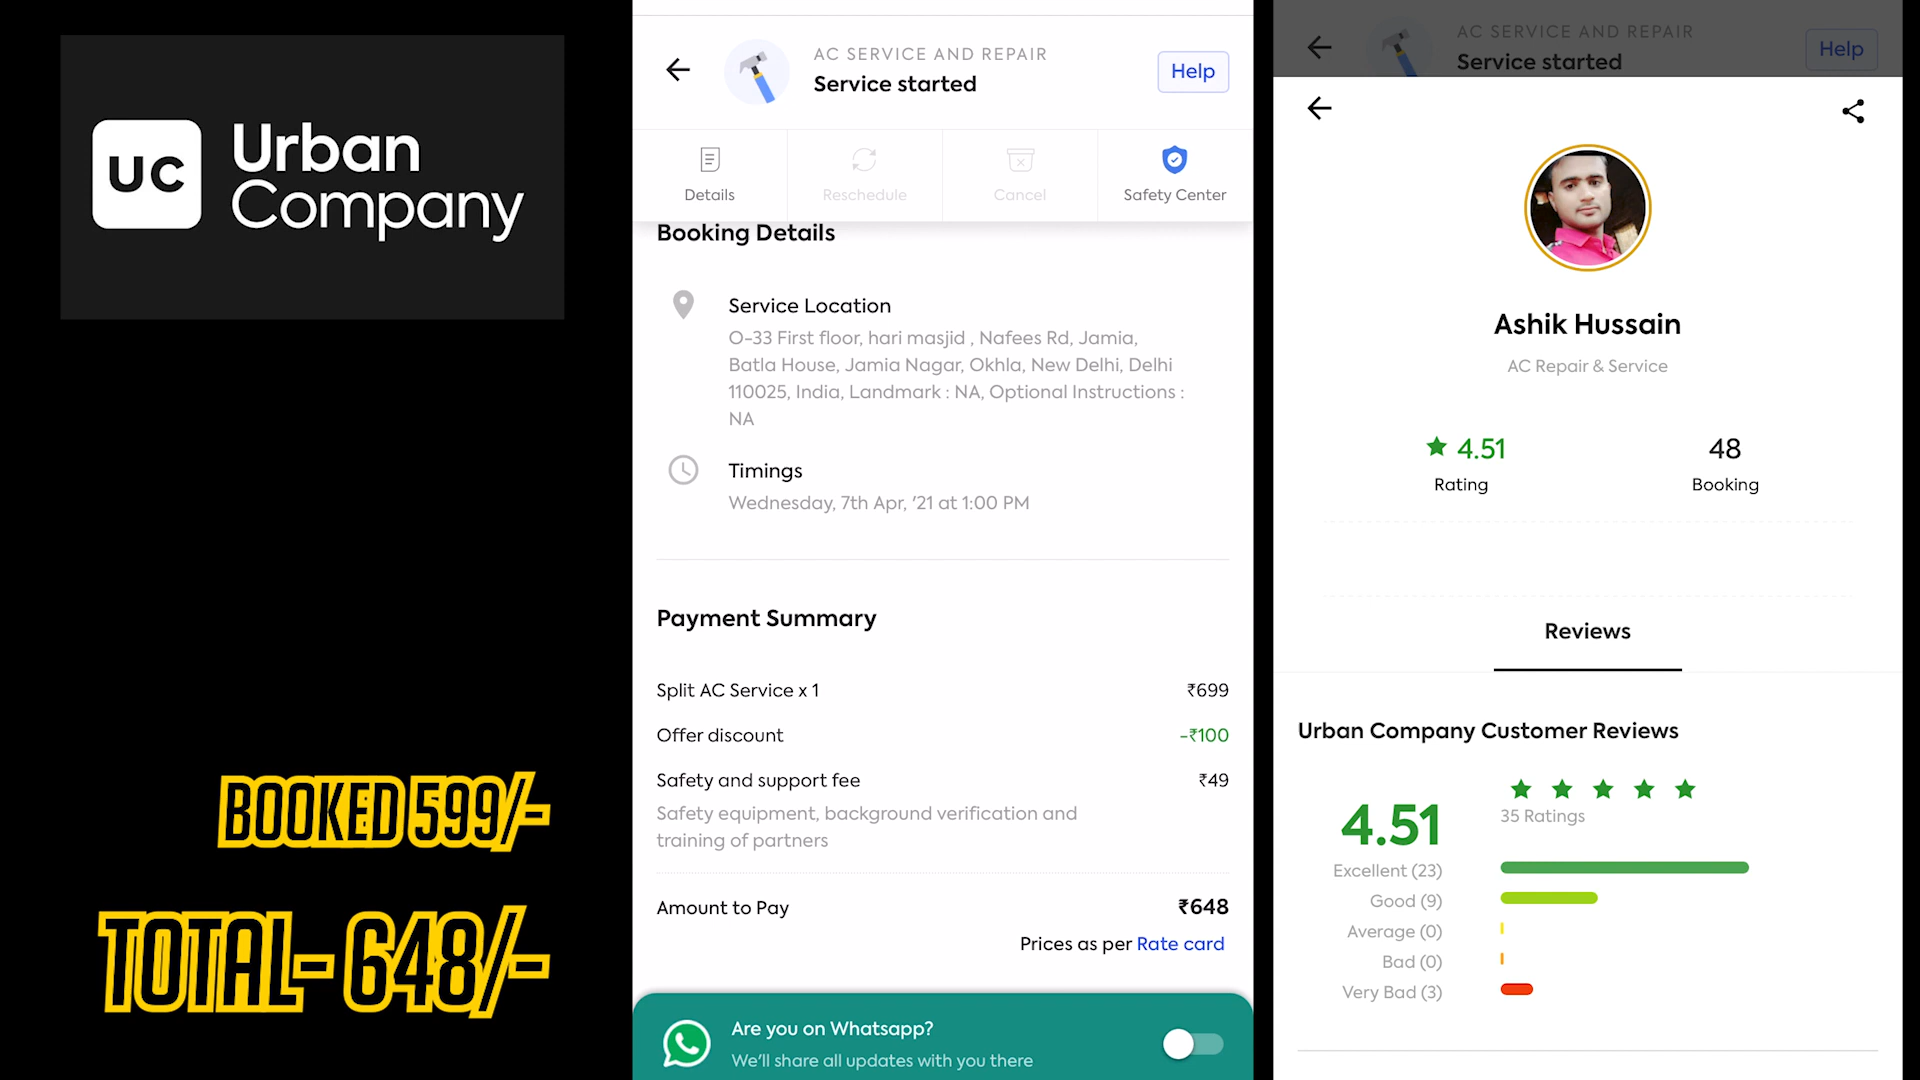 UC
Urban
Company
BOOKED 599/-
TOTAL- 648/-
AC SERVICE AND REPAIR
Service started
Help
Details
Reschedule
Cancel
Safety Center
Booking Details
Service Location
O-33 First floor, hari masjid , Nafees Rd, Jamia,
Batla House, Jamia Nagar, Okhla, New Delhi, Delhi
110025, India, Landmark : NA, Optional Instructions :
NA
Timings
Wednesday, 7th Apr, '21 at 1:00 PM
Payment Summary
Split AC Service x 1 ₹699
Offer discount -₹100
Safety and support fee ₹49
Safety equipment, background verification and
training of partners
Amount to Pay ₹648
Prices as per Rate card
Are you on Whatsapp?
We'll share all updates with you there
AC SERVICE AND REPAIR
Service started
Help
Ashik Hussain
AC Repair & Service
4.51 48
Rating Booking
Reviews
Urban Company Customer Reviews
4.51
35 Ratings
Excellent (23)
Good (9)
Average (0)
Bad (0)
Very Bad (3)